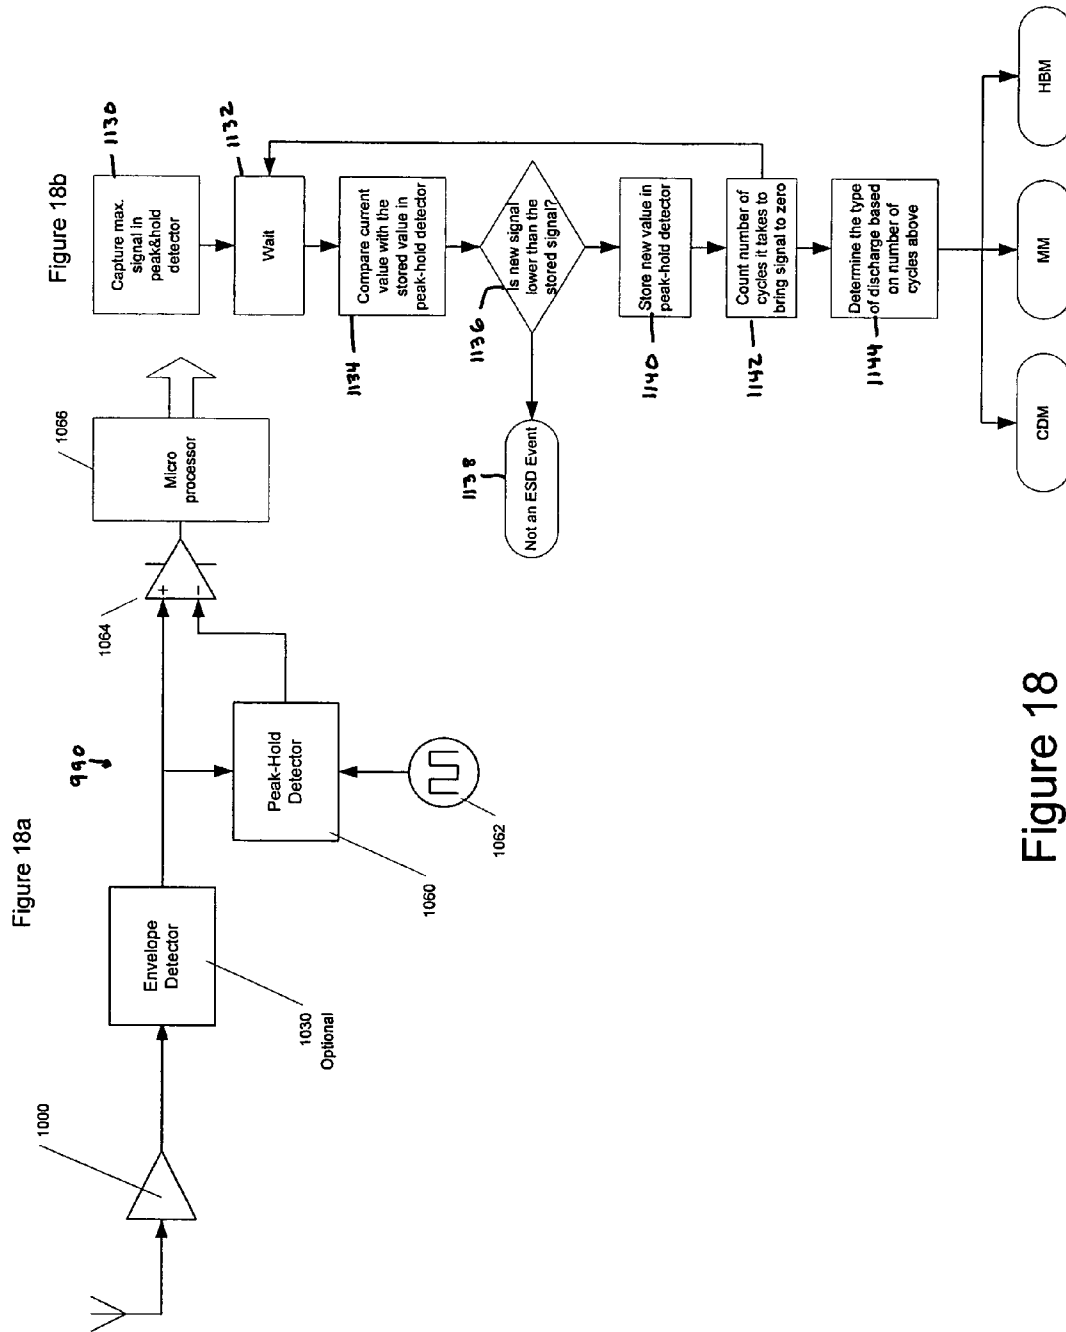 Figure 18a
990
1000
Envelope
Detector
1030
Optional
Peak-Hold
Detector
1060
1062
1064
+
-
Micro
processor
1066
Figure 18b
Capture max.
signal in
peak&hold
detector
1130
Wait
1132
Compare current
value with the
stored value in
peak-hold detector
1134
Is new signal
lower than the
stored signal?
1136
Not an ESD Event
1138
Store new value in
peak-hold detector
1140
Count number of
cycles it takes to
bring signal to zero
1142
Determine the type
of discharge based
on number of
cycles above
1144
CDM
MM
HBM
Figure 18